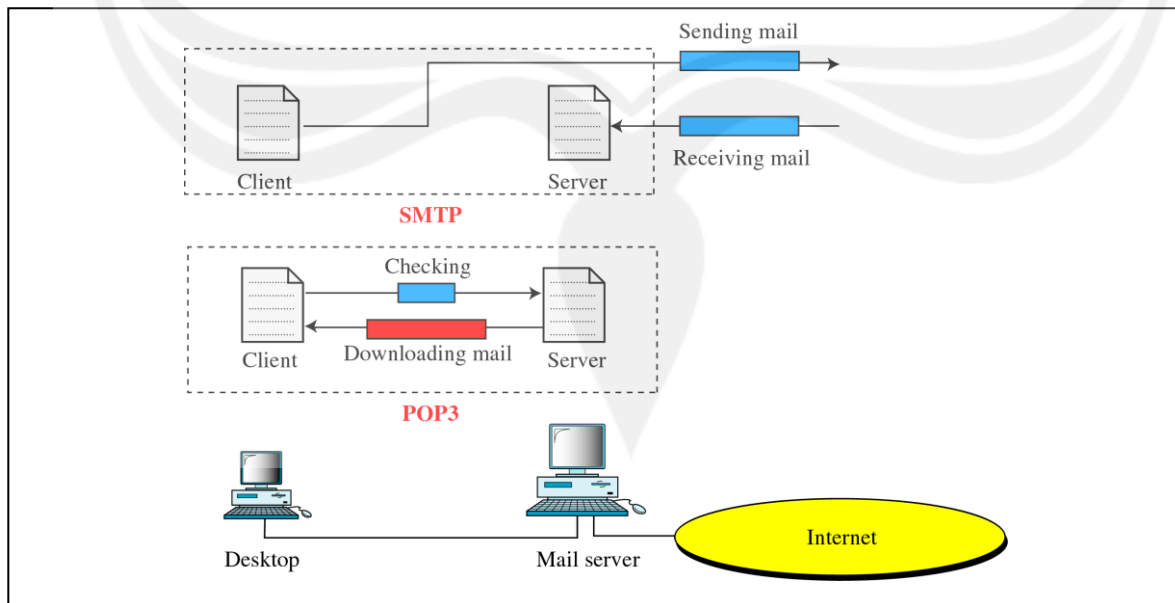 Sending mail
Receiving mail
Client
Server
SMTP
Checking
Downloading mail
Client
Server
POP3
Desktop
Mail server
Internet